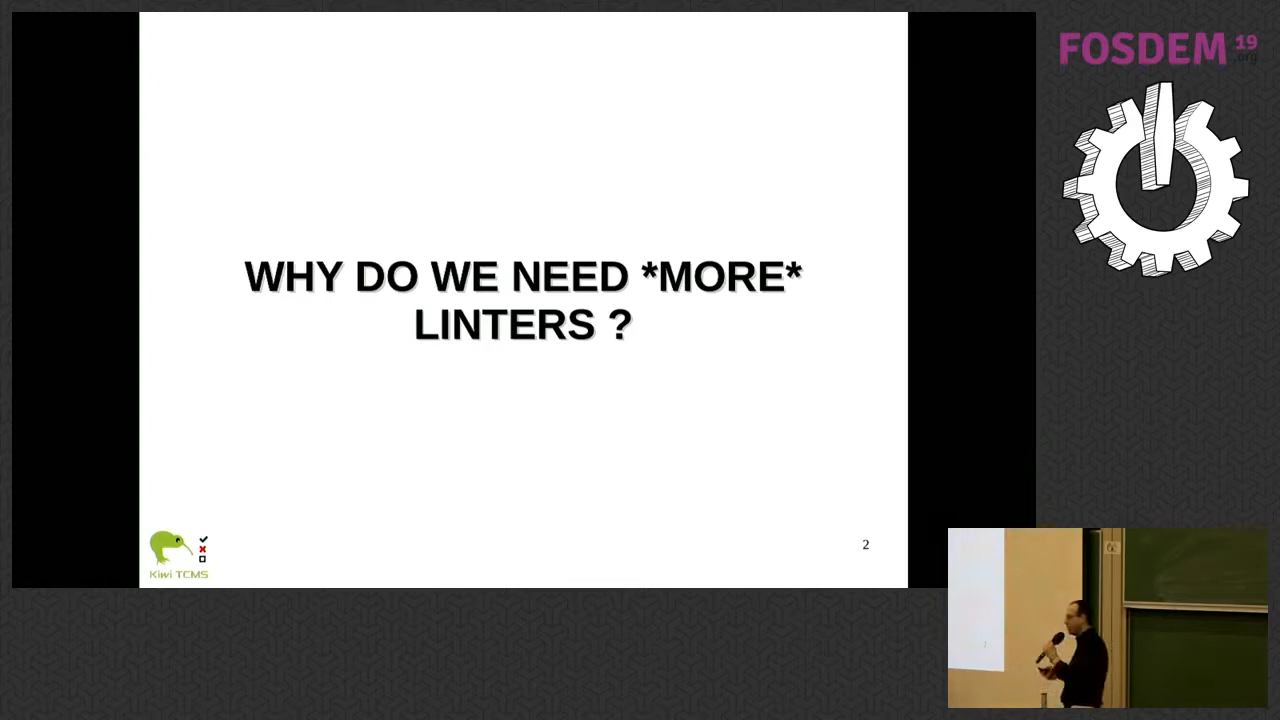 FOSDEM 19
.org
WHY DO WE NEED *MORE*
LINTERS ?
Kiwi TCMS
2